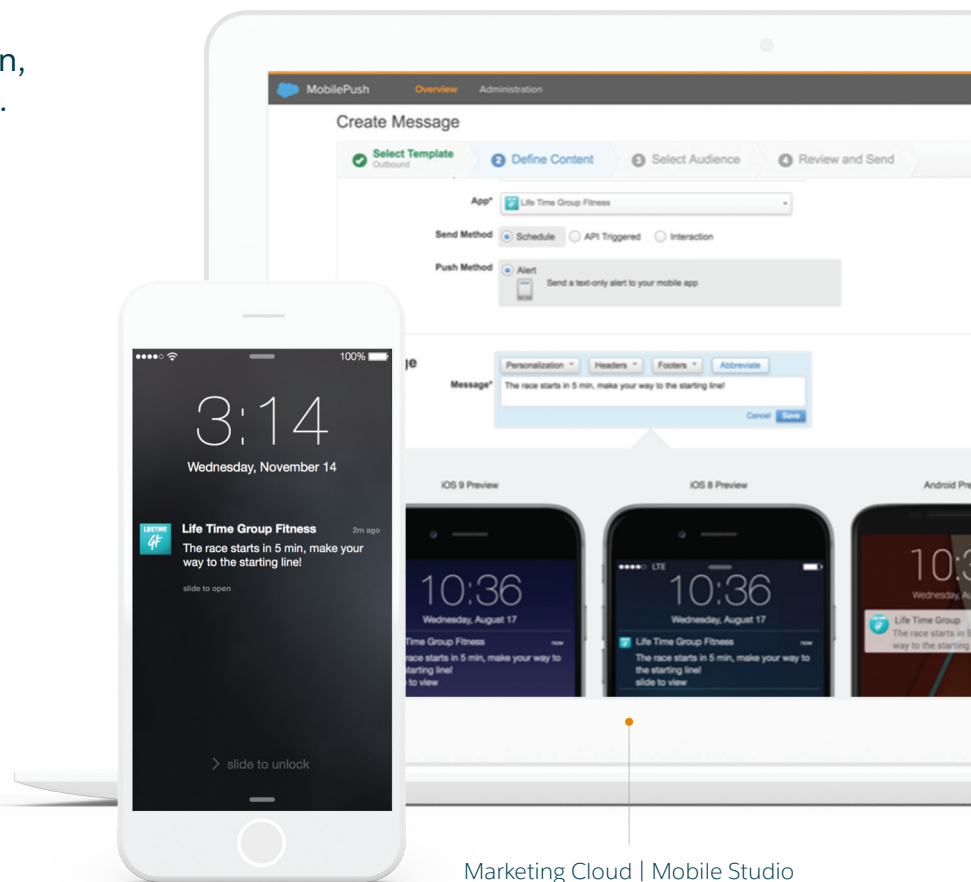 n,
.
MobilePush Overview Administration
Create Message
Select Template
Outbound
2 Define Content
3 Select Audience
4 Review and Send
App* Life Time Group Fitness
Send Method Schedule API Triggered Interaction
Push Method Alert
Send a text-only alert to your mobile app
ge
Personalization Headers Footers Abbreviate
Message* The race starts in 5 min, make your way to the starting line!
Cancel Save
iOS 9 Preview
10:36
Wednesday, August 17
Time Group Fitness now
race starts in 5 min, make your way to
starting line!
to view
iOS 8 Preview
LTE
10:36
Wednesday, August 17
Life Time Group Fitness now
The race starts in 5 min, make your way to
the starting line!
slide to view
Android Pre
10:3
Wednesday, Au
Life Time Group
The race starts in 5
way to the starting
100%
3:14
Wednesday, November 14
LIFETIME
GF
Life Time Group Fitness 2m ago
The race starts in 5 min, make your
way to the starting line!
slide to open
> slide to unlock
Marketing Cloud | Mobile Studio